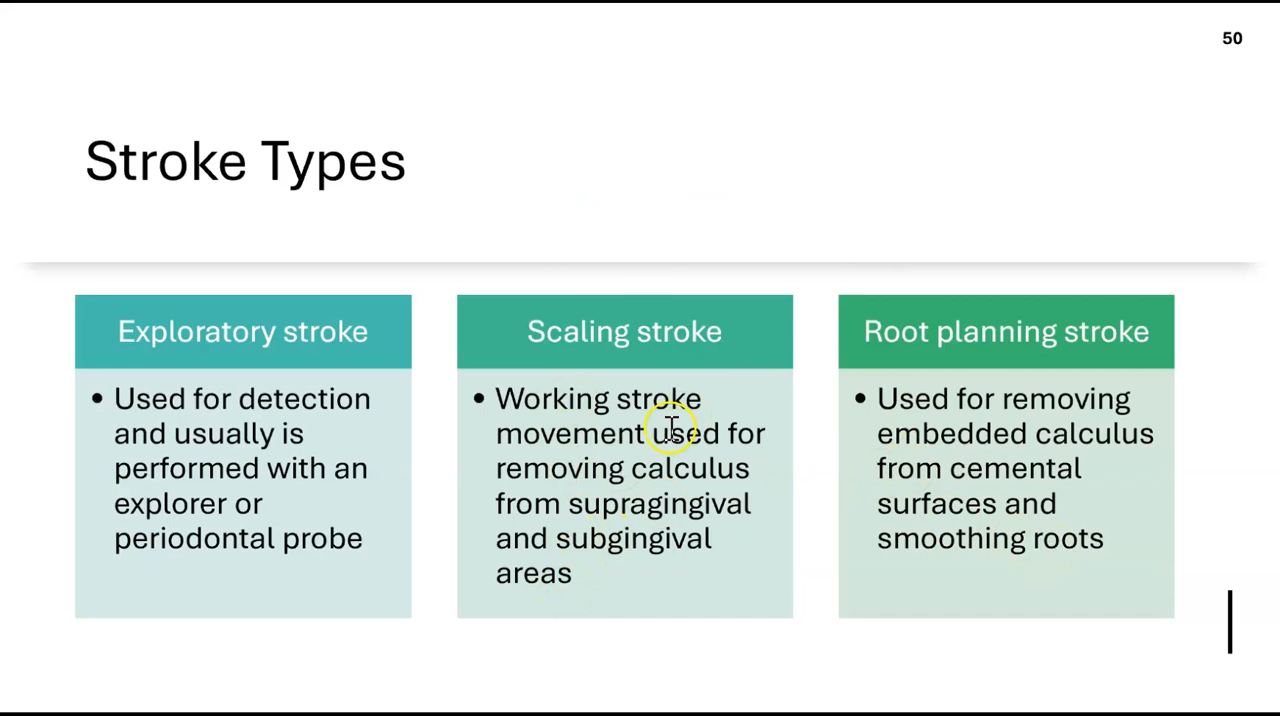 50
Stroke Types
Exploratory stroke
• Used for detection
and usually is
performed with an
explorer or
periodontal probe
Scaling stroke
• Working stroke
movement used for
removing calculus
from supragingival
and subgingival
areas
Root planning stroke
• Used for removing
embedded calculus
from cemental
surfaces and
smoothing roots